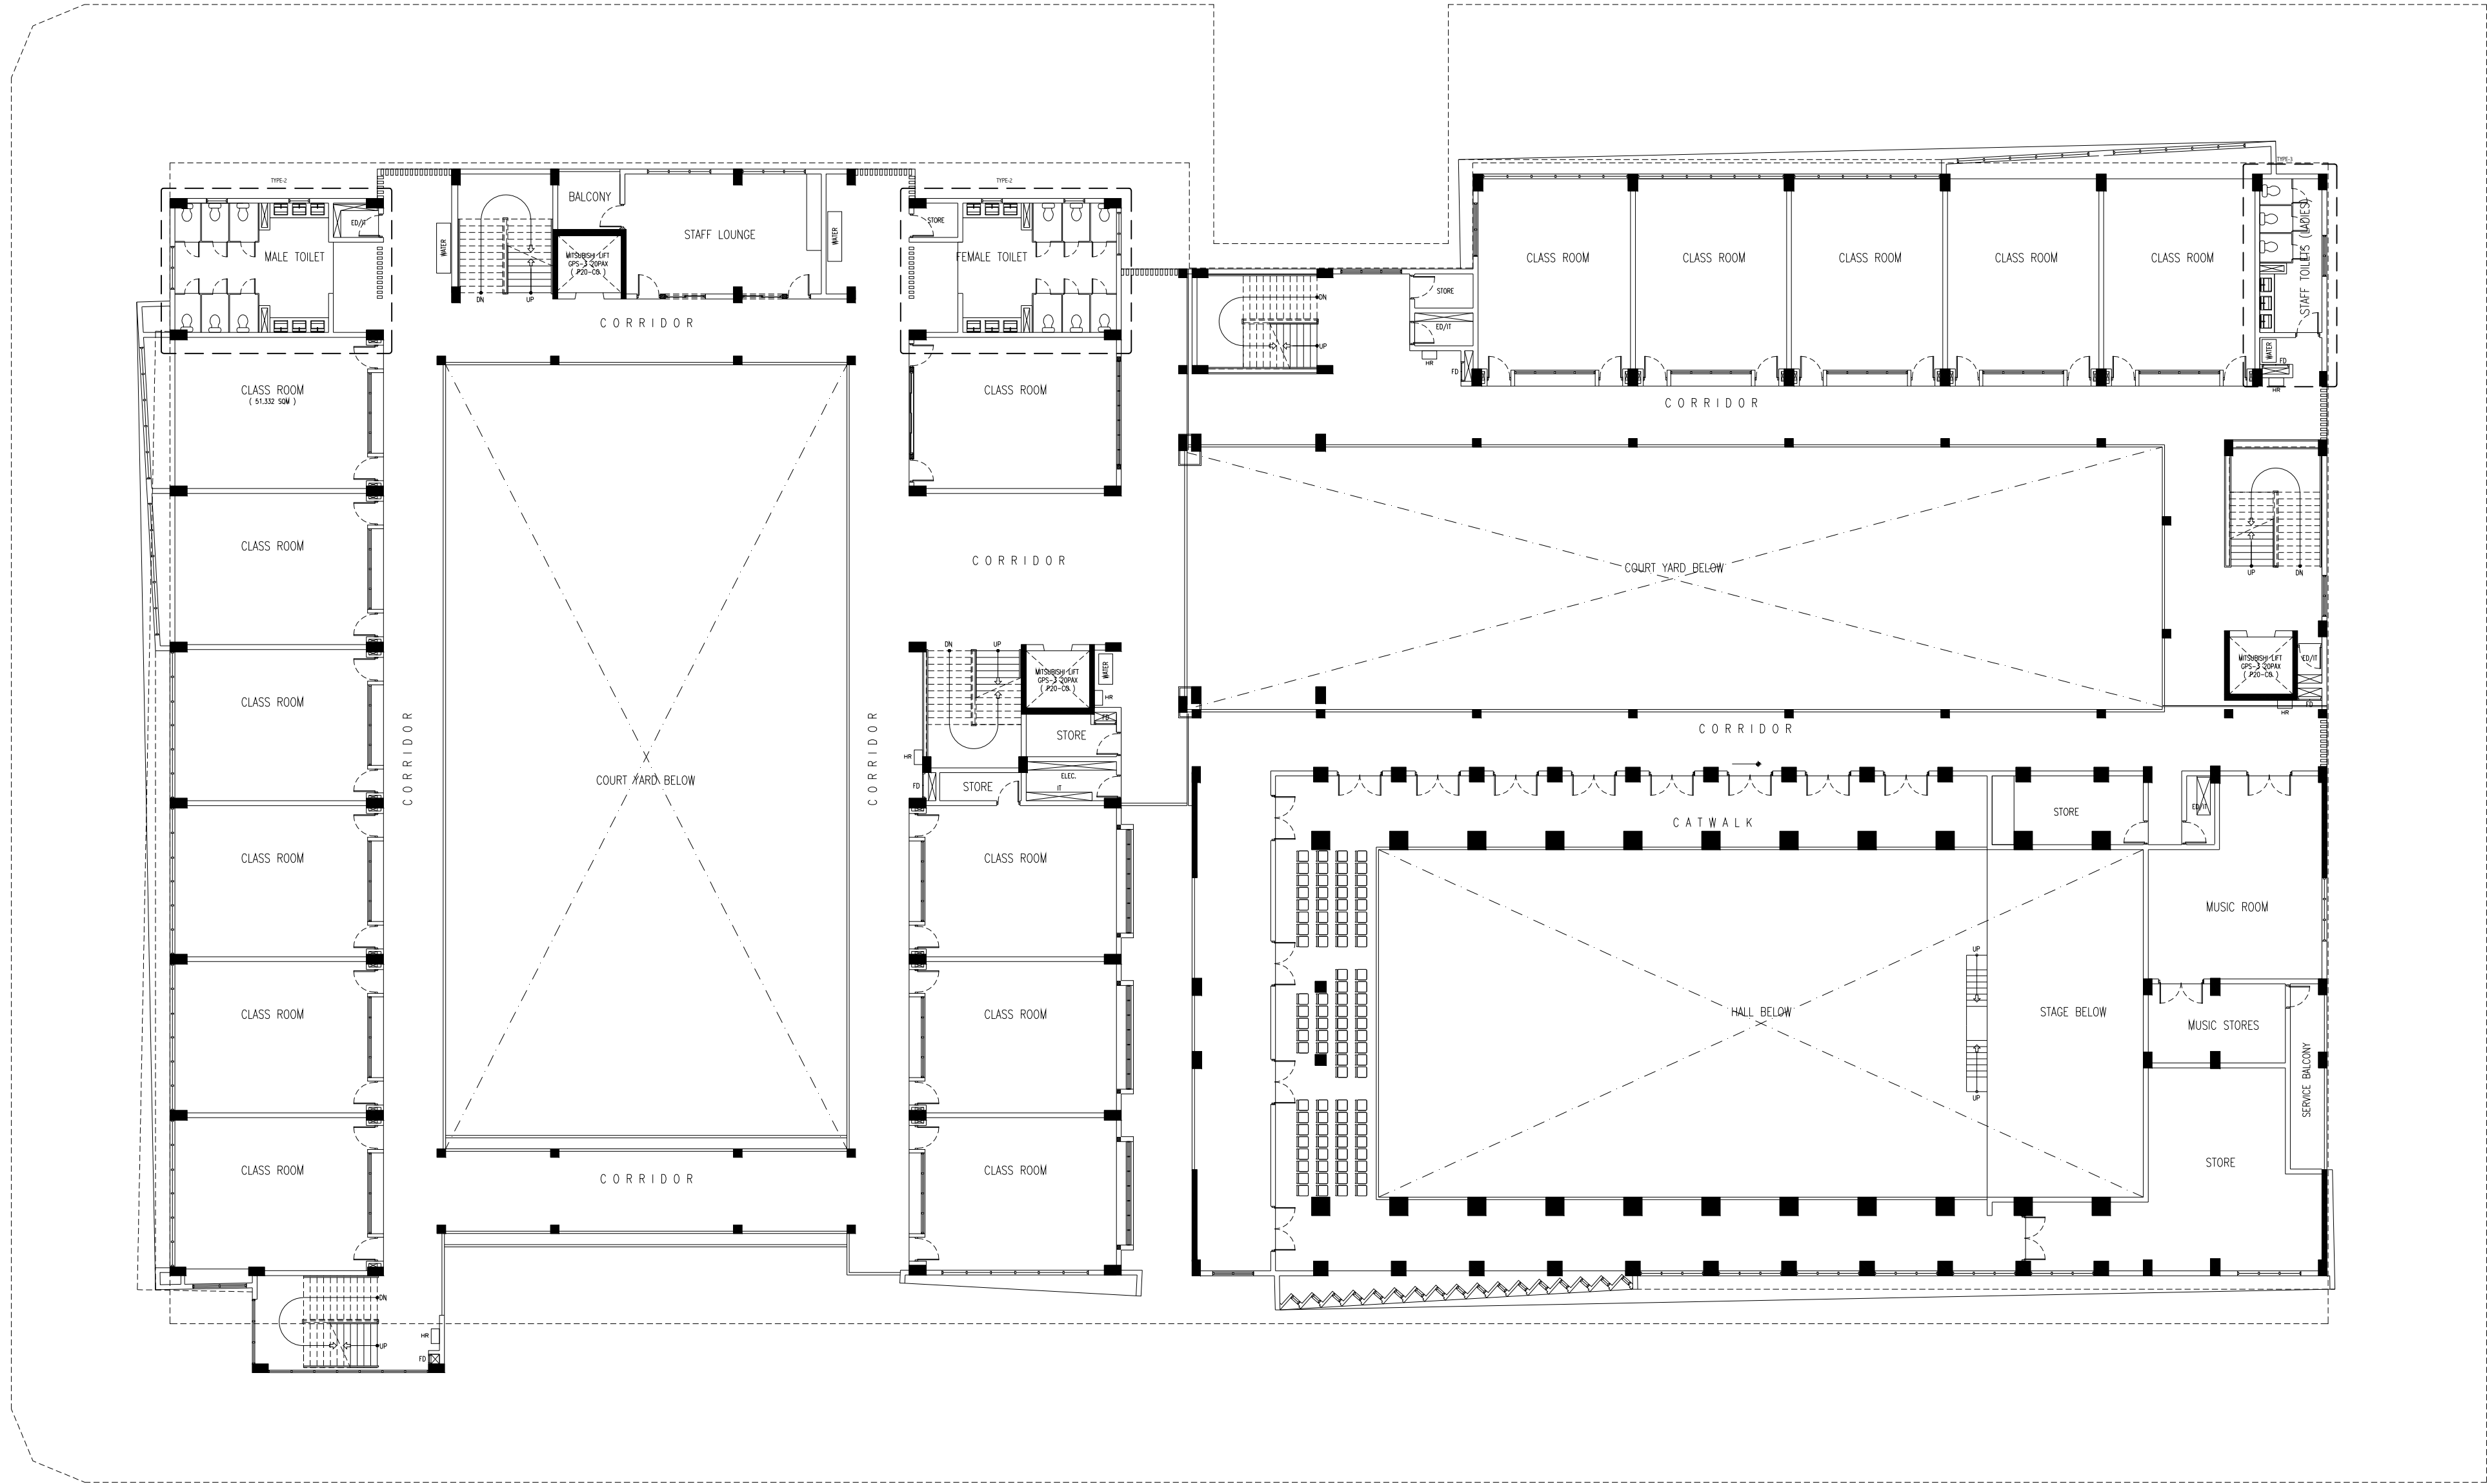 TYPE-2
TYPE-2
TYPE-3
BALCONY
ED/IT
STORE
STAFF LOUNGE
WATER
WATER
MALE TOILET
FEMALE TOILET
MITSUBISHI LIFT
GPS-3 20PAX
( P20-CO )
DN
UP
CORRIDOR
STAFF TOILETS (LADIES)
CLASS ROOM
CLASS ROOM
CLASS ROOM
CLASS ROOM
CLASS ROOM
STORE
ED/IT
HR
FD
DN
UP
WATER
FD
HR
CLASS ROOM
( 51.332 SQM )
CLASS ROOM
CORRIDOR
CLASS ROOM
CORRIDOR
COURT YARD BELOW
UP
DN
DN
UP
MITSUBISHI LIFT
GPS-3 20PAX
( P20-CO )
WATER
HR
FD
MITSUBISHI LIFT
GPS-3 20PAX
( P20-CO )
ED/IT
FD
HR
CLASS ROOM
CORRIDOR
CORRIDOR
STORE
CORRIDOR
HR
COURT YARD BELOW
ELEC.
IT
FD
STORE
CATWALK
STORE
ED/IT
CLASS ROOM
CLASS ROOM
MUSIC ROOM
UP
CLASS ROOM
CLASS ROOM
HALL BELOW
STAGE BELOW
MUSIC STORES
SERVICE BALCONY
UP
CLASS ROOM
CORRIDOR
CLASS ROOM
STORE
DN
UP
HR
FD